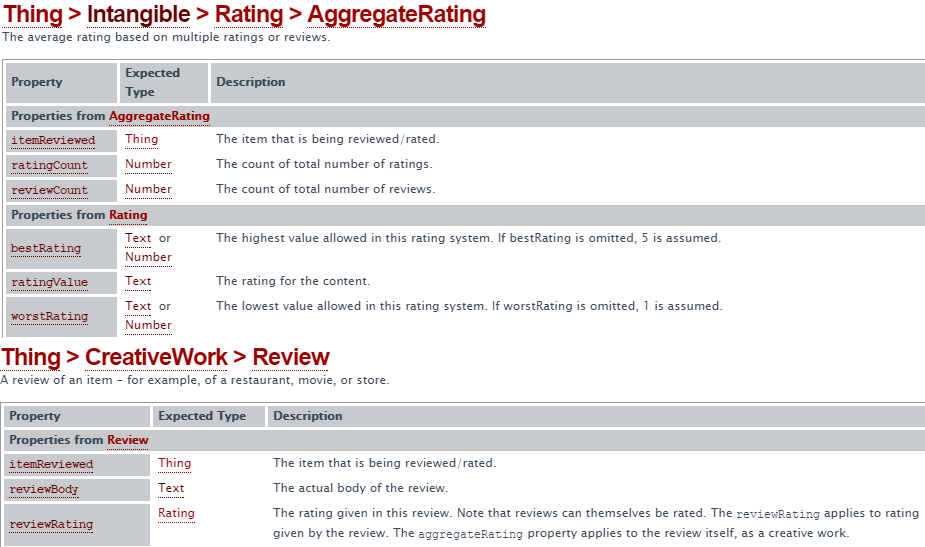 Thing > Intangible > Rating > AggregateRating
The average rating based on multiple ratings or reviews.
Property Expected Type Description
Properties from AggregateRating
itemReviewed Thing The item that is being reviewed/rated.
ratingCount Number The count of total number of ratings.
reviewCount Number The count of total number of reviews.
Properties from Rating
bestRating Text or Number The highest value allowed in this rating system. If bestRating is omitted, 5 is assumed.
ratingValue Text The rating for the content.
worstRating Text or Number The lowest value allowed in this rating system. If worstRating is omitted, 1 is assumed.
Thing > CreativeWork > Review
A review of an item – for example, of a restaurant, movie, or store.
Property Expected Type Description
Properties from Review
itemReviewed Thing The item that is being reviewed/rated.
reviewBody Text The actual body of the review.
reviewRating Rating The rating given in this review. Note that reviews can themselves be rated. The reviewRating applies to rating
given by the review. The aggregateRating property applies to the review itself, as a creative work.